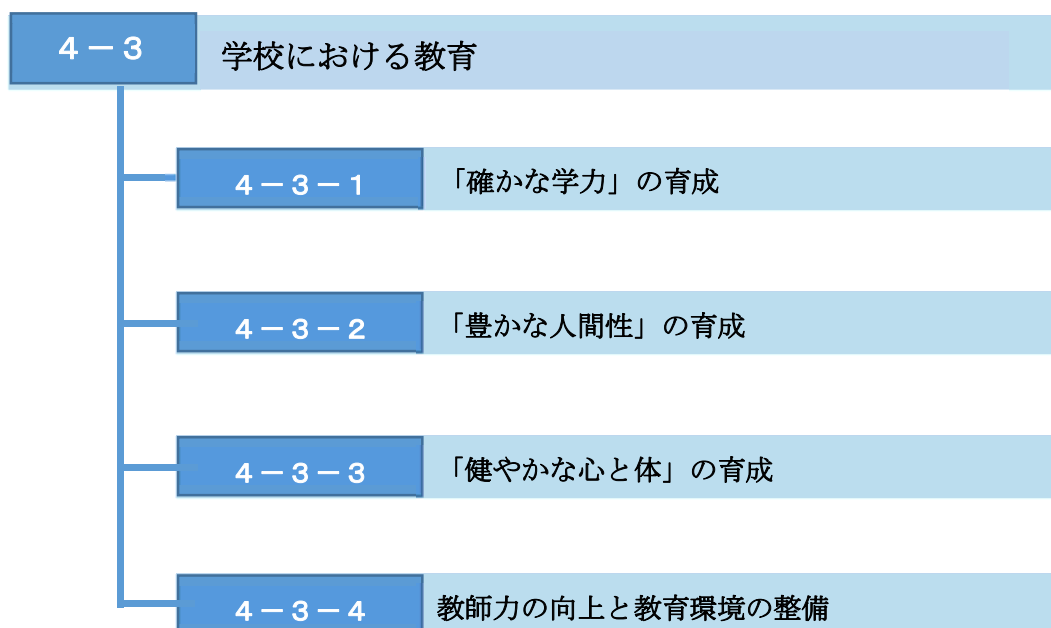 ４－３ 学校における教育
４－３－１ 「確かな学力」の育成
４－３－２ 「豊かな人間性」の育成
４－３－３ 「健やかな心と体」の育成
４－３－４ 教師力の向上と教育環境の整備